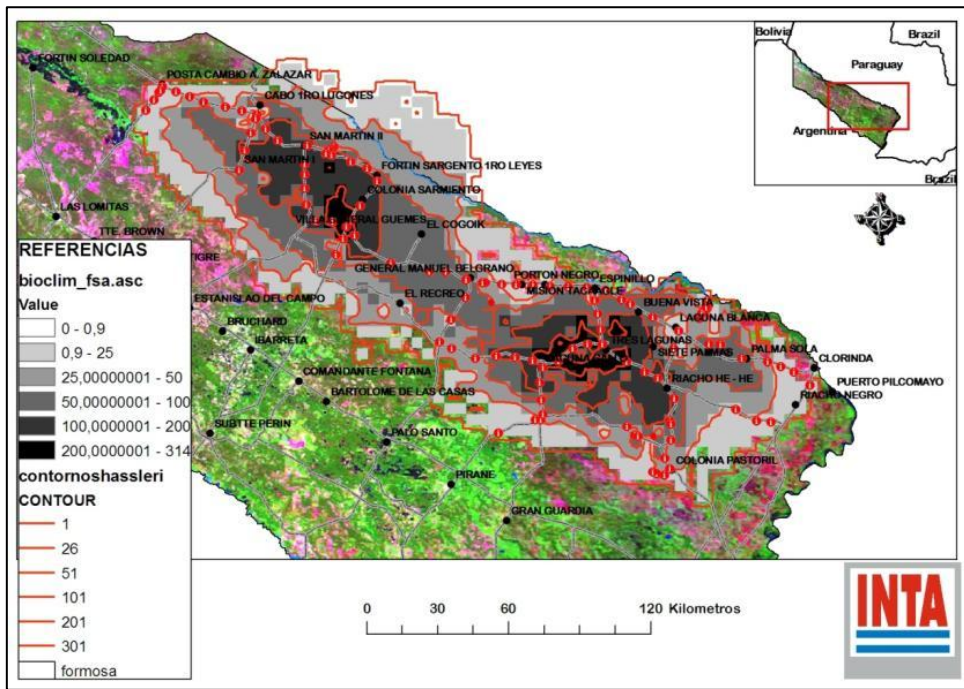 Bolivia
Brazil
Paraguay
Argentina
Brazil
FORTIN SOLEDAD
POSTA CAMBIO A. ZALAZAR
CABO 1RO LUGONES
SAN MARTIN II
SAN MARTIN I
FORTIN SARGENTO 1RO LEYES
COLONIA SARMIENTO
LAS LOMITAS
VILLA GENERAL GUEMES
TTE. BROWN
EL COGOIK
GENERAL MANUEL BELGRANO
PORTON NEGRO
ESPINILLO
MISION TACAAGLE
BUENA VISTA
ESTANISLAO DEL CAMPO
EL RECREO
LAGUNA BLANCA
BRUCHARD
IBARRETA
TRES LAGUNAS
SIETE PALMAS
PALMA SOLA
CLORINDA
COMANDANTE FONTANA
RIACHO HE - HE
PUERTO PILCOMAYO
BARTOLOME DE LAS CASAS
RIACHO NEGRO
SUBTTE PERIN
PALO SANTO
COLONIA PASTORIL
PIRANE
GRAN GUARDIA
REFERENCIAS
bioclim_fsa.asc
Value
0 - 0,9
0,9 - 25
25,00000001 - 50
50,00000001 - 100
100,0000001 - 200
200,0000001 - 314
contornoshassleri
CONTOUR
1
26
51
101
201
301
formosa
0 30 60 120 Kilometros
INTA